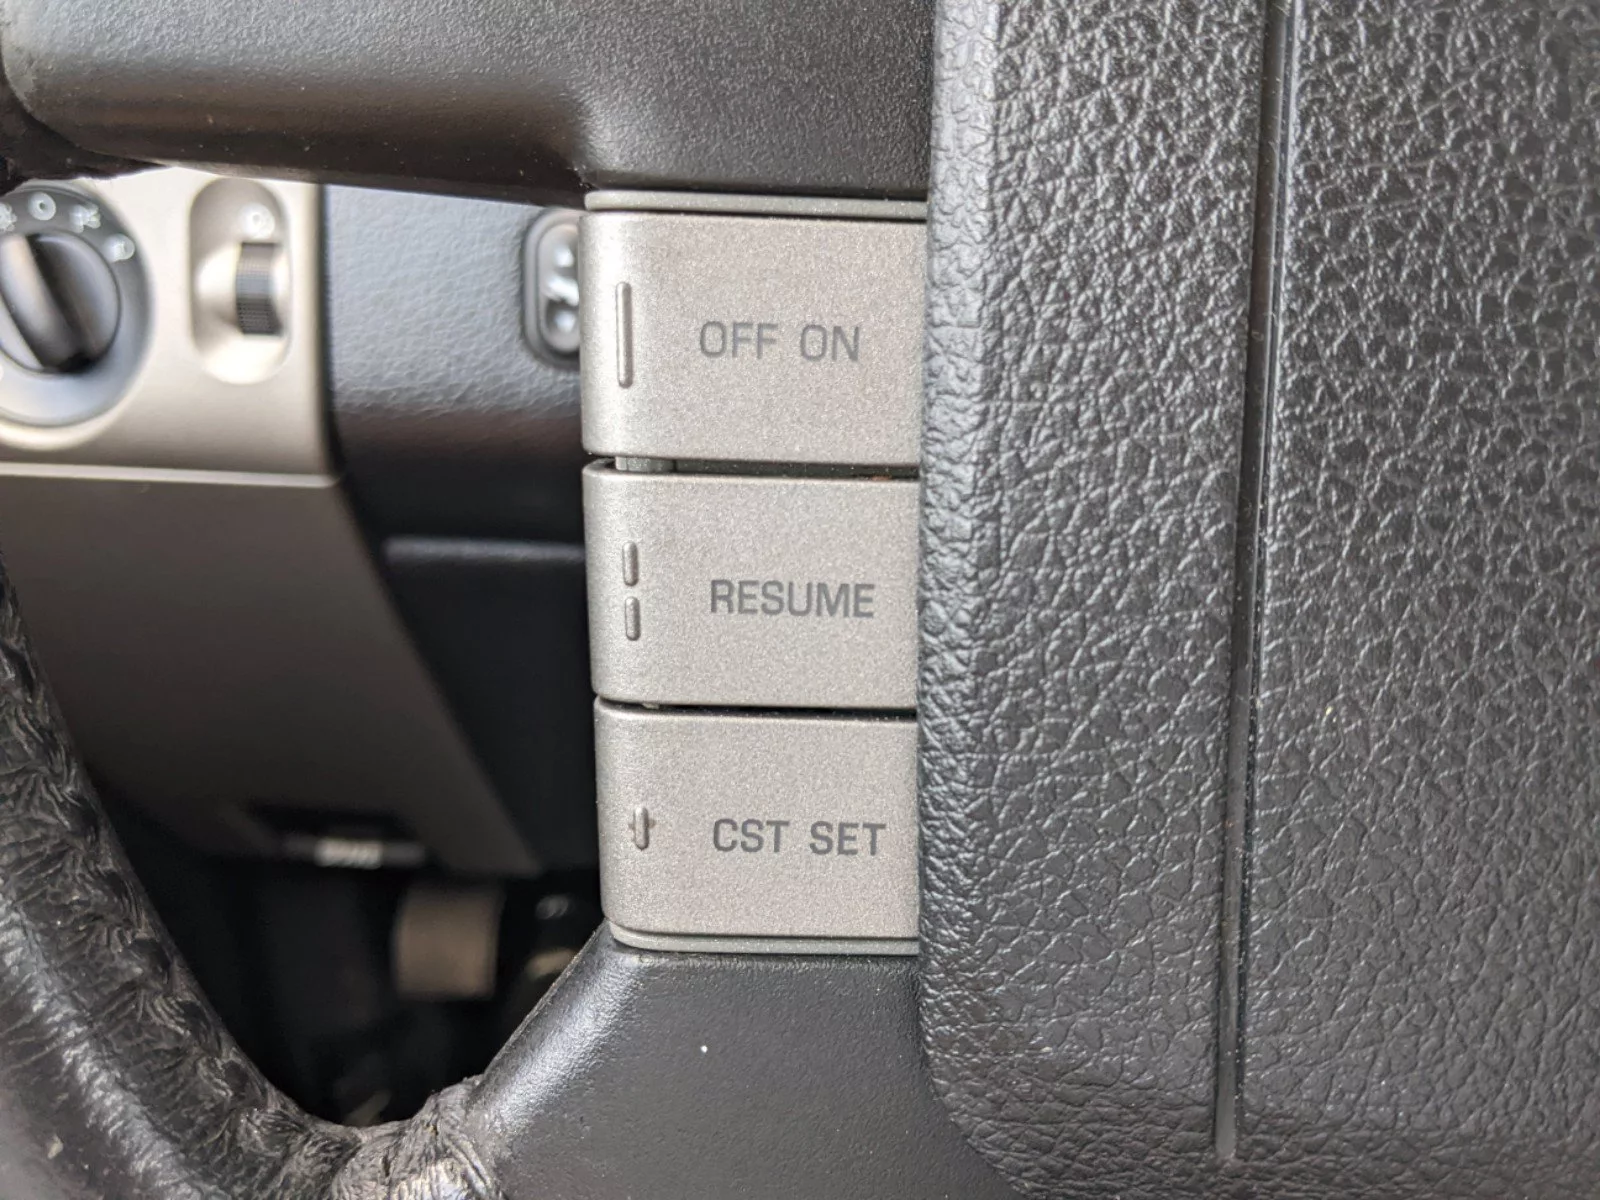 OFF ON
RESUME
CST SET